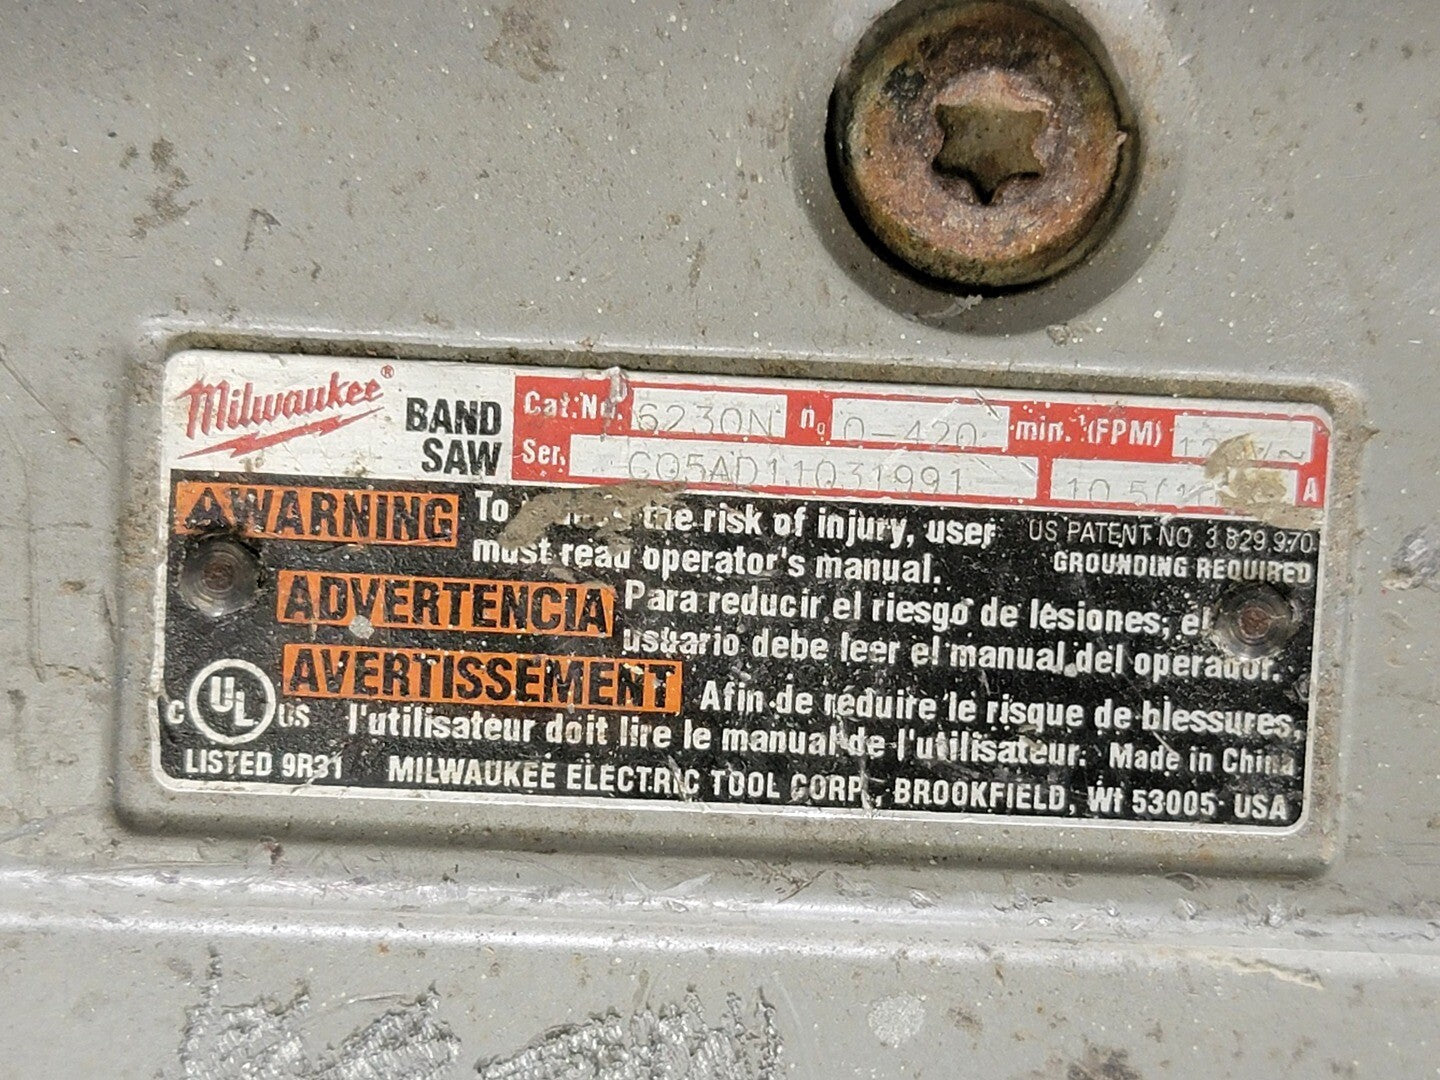 Milwaukee®
BAND
SAW
Cat. No. 6230N n₀ 0-420 min.⁻¹ (FPM)
Ser. C05AD11031991 A
⚠WARNING To the risk of injury, user
must read operator's manual.
US PATENT NO 3,829,970
GROUNDING REQUIRED
ADVERTENCIA Para reducir el riesgo de lesiones, el
usuario debe leer el manual del operador.
AVERTISSEMENT Afin de réduire le risque de blessures,
l'utilisateur doit lire le manual de l'utilisateur. Made in China
C UL US
LISTED 9R31 MILWAUKEE ELECTRIC TOOL CORP., BROOKFIELD, WI 53005 USA